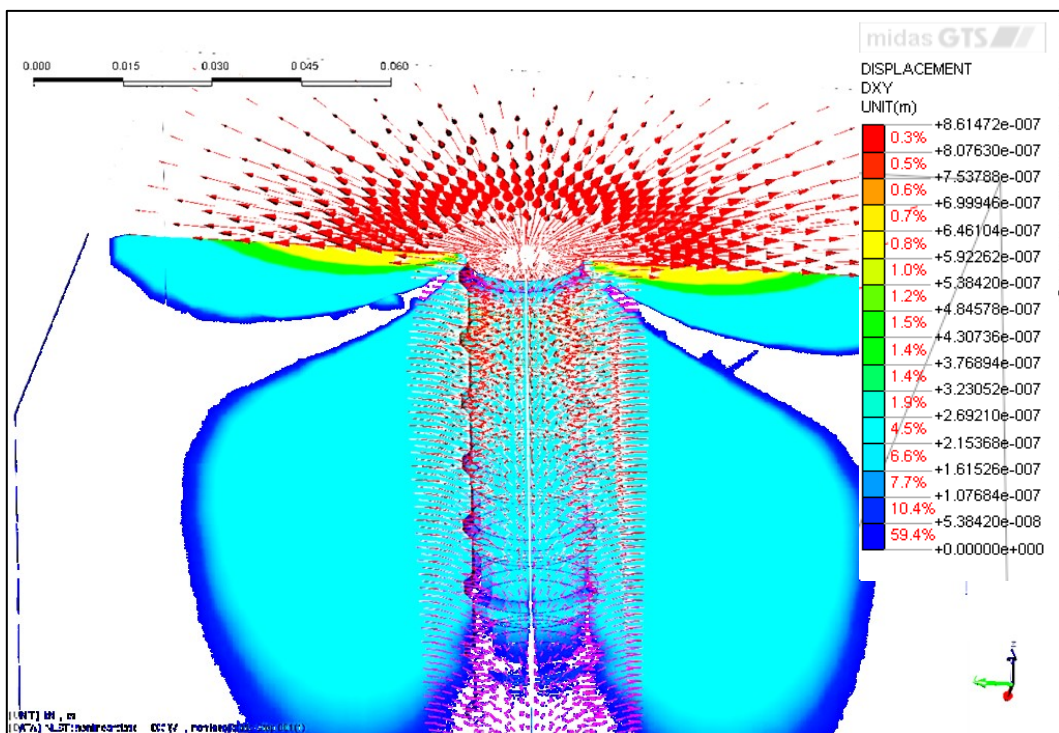 midas GTS
0.000 0.015 0.030 0.045 0.060
DISPLACEMENT
DXY
UNIT(m)
+8.61472e-007
0.3%
+8.07630e-007
0.5%
+7.53788e-007
0.6%
+6.99946e-007
0.7%
+6.46104e-007
0.8%
+5.92262e-007
1.0%
+5.38420e-007
1.2%
+4.84578e-007
1.5%
+4.30736e-007
1.4%
+3.76894e-007
1.4%
+3.23052e-007
1.9%
+2.69210e-007
4.5%
+2.15368e-007
6.6%
+1.61526e-007
7.7%
+1.07684e-007
10.4%
+5.38420e-008
59.4%
+0.00000e+000
[UNIT] kN , m
[DATA]